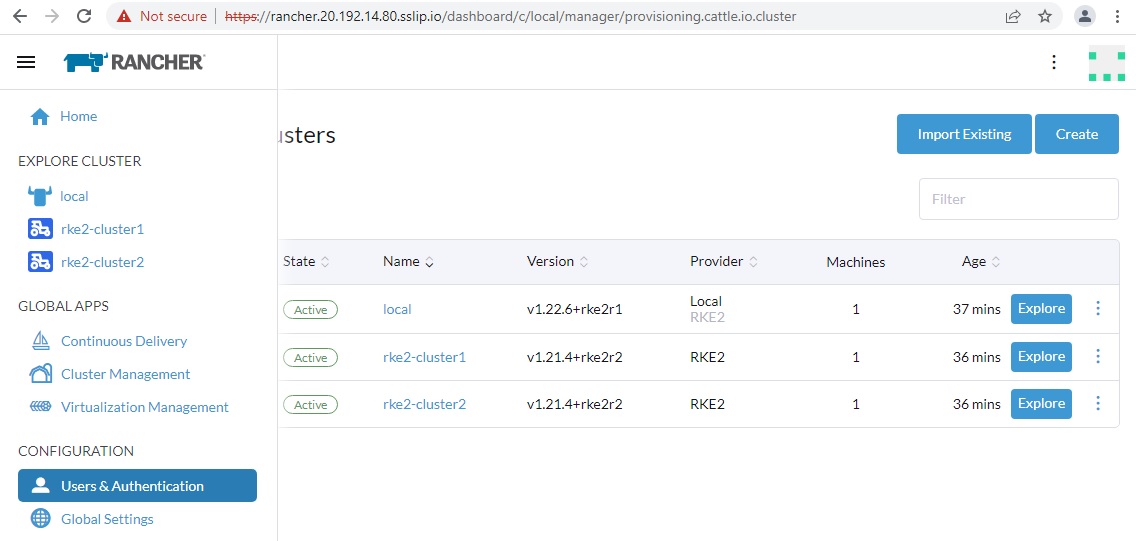 Not secure https://rancher.20.192.14.80.sslip.io/dashboard/c/local/manager/provisioning.cattle.io.cluster
RANCHER
Home
EXPLORE CLUSTER
local
rke2-cluster1
rke2-cluster2
GLOBAL APPS
Continuous Delivery
Cluster Management
Virtualization Management
CONFIGURATION
Users & Authentication
Global Settings
usters
Import Existing Create
Filter
State Name Version Provider Machines Age
Active local v1.22.6+rke2r1 Local 1 37 mins Explore
RKE2
Active rke2-cluster1 v1.21.4+rke2r2 RKE2 1 36 mins Explore
Active rke2-cluster2 v1.21.4+rke2r2 RKE2 1 36 mins Explore